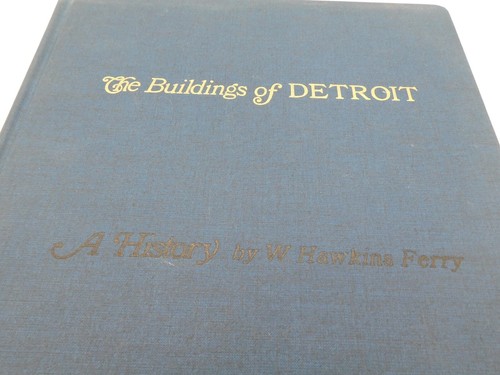 The Buildings of DETROIT
A History by W Hawkins Ferry